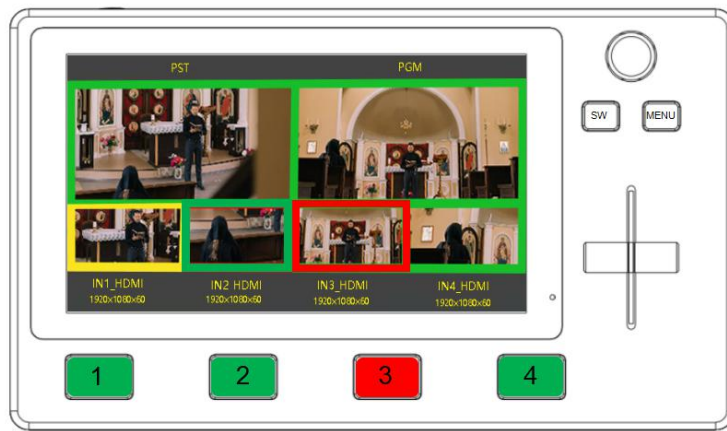 PST PGM
SW MENU
IN1_HDMI IN2 HDMI IN3_HDMI IN4_HDMI
1920×1080×60 1920×1080×60 1920×1080×60 1920×1080×60
1 2 3 4